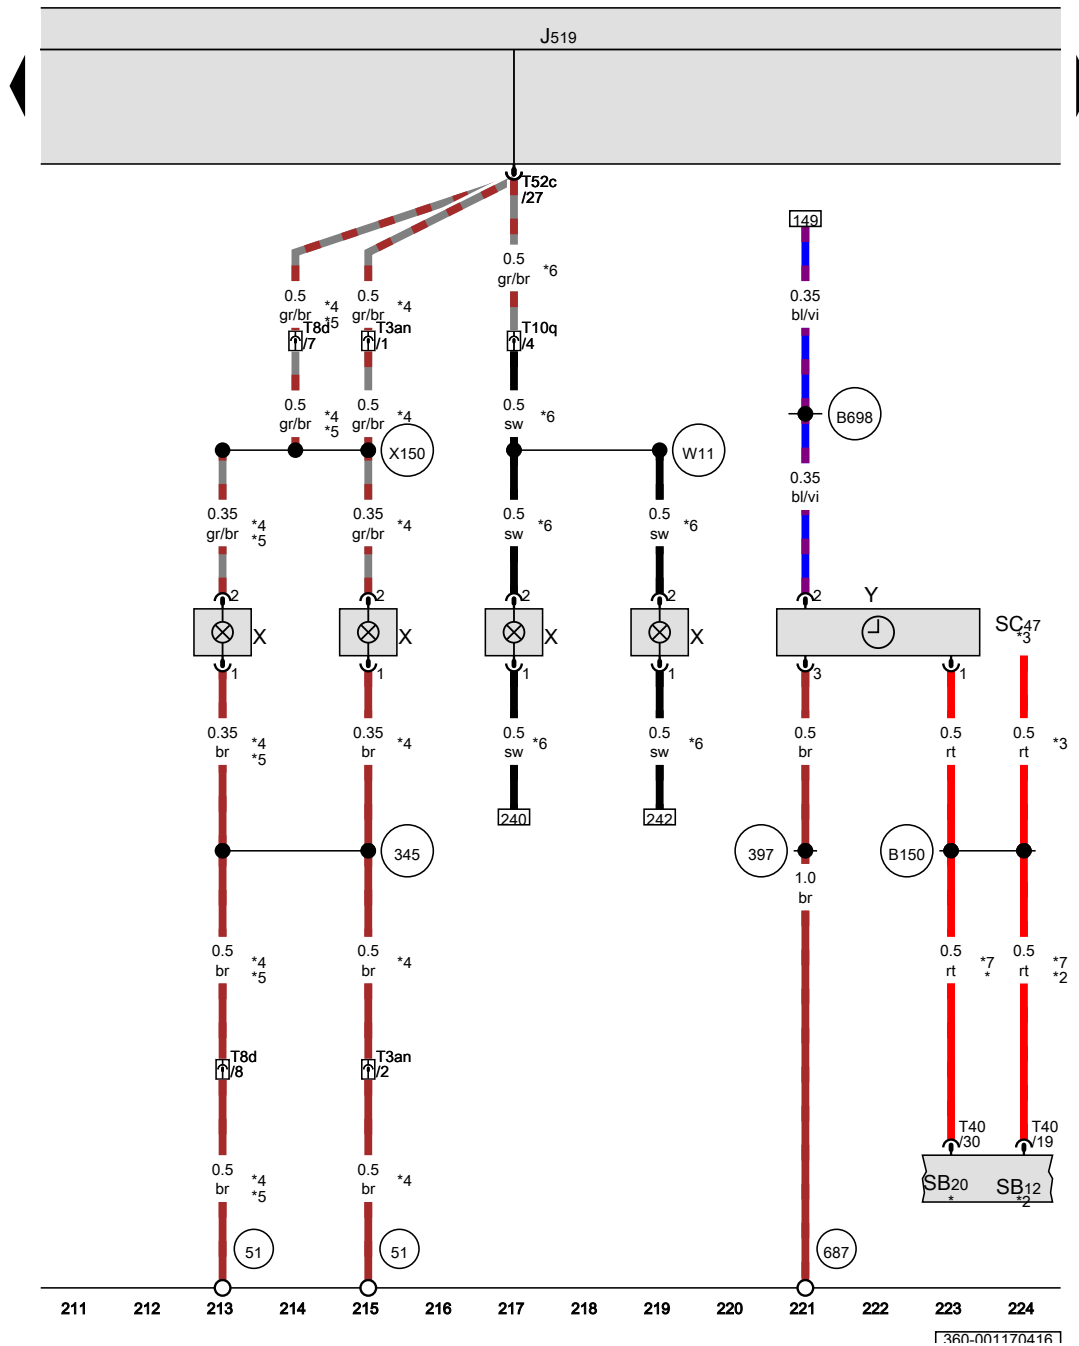 J519
T52c
/27
149
0.5
gr/br
*6
0.5
gr/br
*4
*5
0.5
gr/br
*4
0.35
bl/vi
T8d
/7
T3an
/1
T10q
/4
0.5
gr/br
*4
*5
0.5
gr/br
*4
0.5
sw
*6
B698
X150
W11
0.35
bl/vi
0.35
gr/br
*4
*5
0.35
gr/br
*4
0.5
sw
*6
0.5
sw
*6
2
2
2
2
2
Y
X
X
X
X
SC47
*3
1
1
1
1
3
1
0.35
br
*4
*5
0.35
br
*4
0.5
sw
*6
0.5
sw
*6
0.5
br
0.5
rt
0.5
rt
*3
240
242
345
397
B150
1.0
br
0.5
br
*4
*5
0.5
br
*4
0.5
rt
*7
*
0.5
rt
*7
*2
T8d
/8
T3an
/2
T40
/30
T40
/19
0.5
br
*4
*5
0.5
br
*4
SB20
*
SB12
*2
51
51
687
211 212 213 214 215 216 217 218 219 220 221 222 223 224
360-001170416